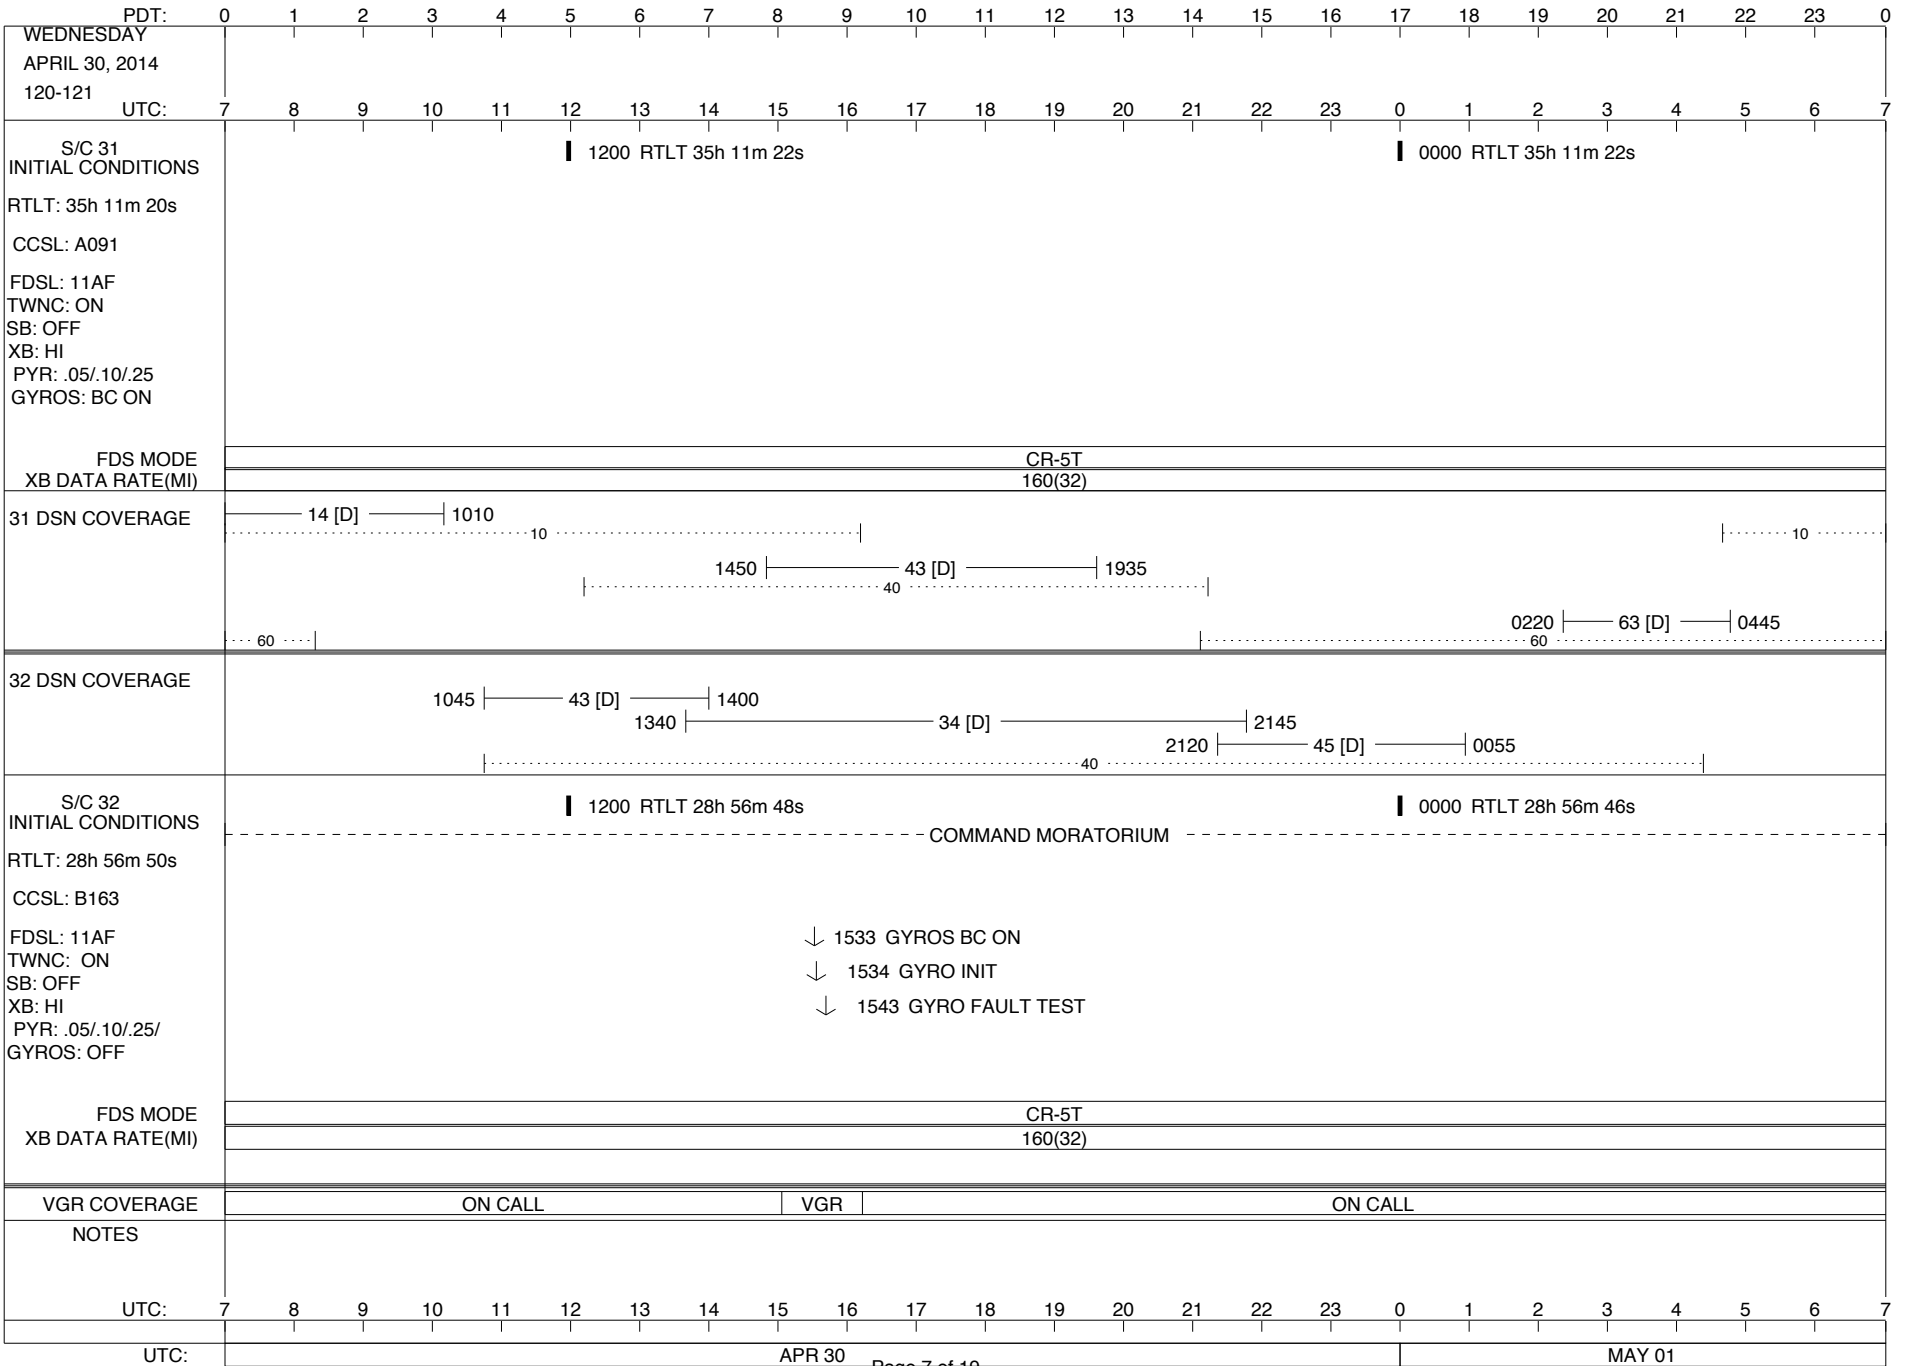 PDT: 0 1 2 3 4 5 6 7 8 9 10 11 12 13 14 15 16 17 18 19 20 21 22 23 0
WEDNESDAY
APRIL 30, 2014
120-121
UTC: 7 8 9 10 11 12 13 14 15 16 17 18 19 20 21 22 23 0 1 2 3 4 5 6 7
S/C 31
INITIAL CONDITIONS
1200 RTLT 35h 11m 22s
0000 RTLT 35h 11m 22s
RTLT: 35h 11m 20s
CCSL: A091
FDSL: 11AF
TWNC: ON
SB: OFF
XB: HI
PYR: .05/.10/.25
GYROS: BC ON
FDS MODE CR-5T
XB DATA RATE(MI) 160(32)
31 DSN COVERAGE
14 [D] 1010
10 10
1450 43 [D] 1935
40
0220 63 [D] 0445
60 60
32 DSN COVERAGE
1045 43 [D] 1400
1340 34 [D] 2145
2120 45 [D] 0055
40
S/C 32
INITIAL CONDITIONS
1200 RTLT 28h 56m 48s
0000 RTLT 28h 56m 46s
COMMAND MORATORIUM
RTLT: 28h 56m 50s
CCSL: B163
FDSL: 11AF
TWNC: ON
SB: OFF
XB: HI
PYR: .05/.10/.25/
GYROS: OFF
1533 GYROS BC ON
1534 GYRO INIT
1543 GYRO FAULT TEST
FDS MODE CR-5T
XB DATA RATE(MI) 160(32)
VGR COVERAGE ON CALL VGR ON CALL
NOTES
UTC: 7 8 9 10 11 12 13 14 15 16 17 18 19 20 21 22 23 0 1 2 3 4 5 6 7
UTC: APR 30 MAY 01
Page 7 of 10